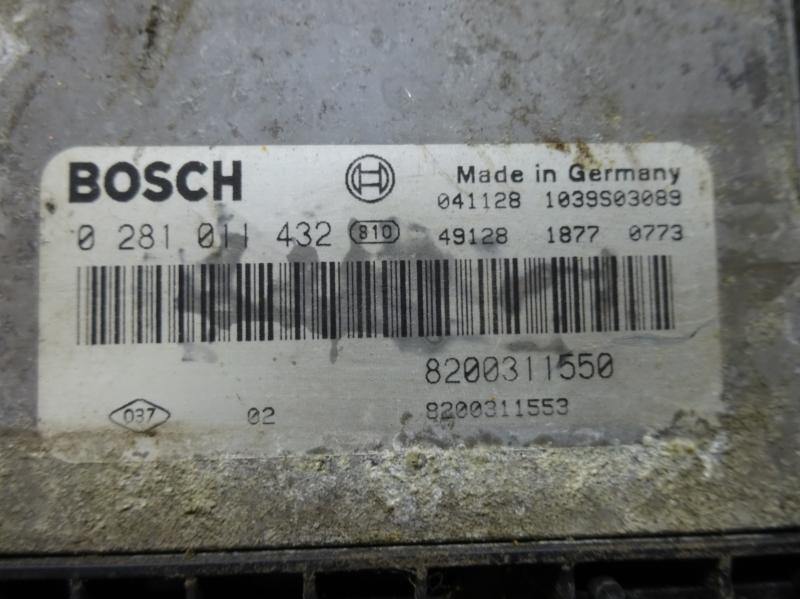 BOSCH Made in Germany
041128 1039S03089
0 281 011 432 810 49128 1877 0773
8200311550
037 02 8200311553